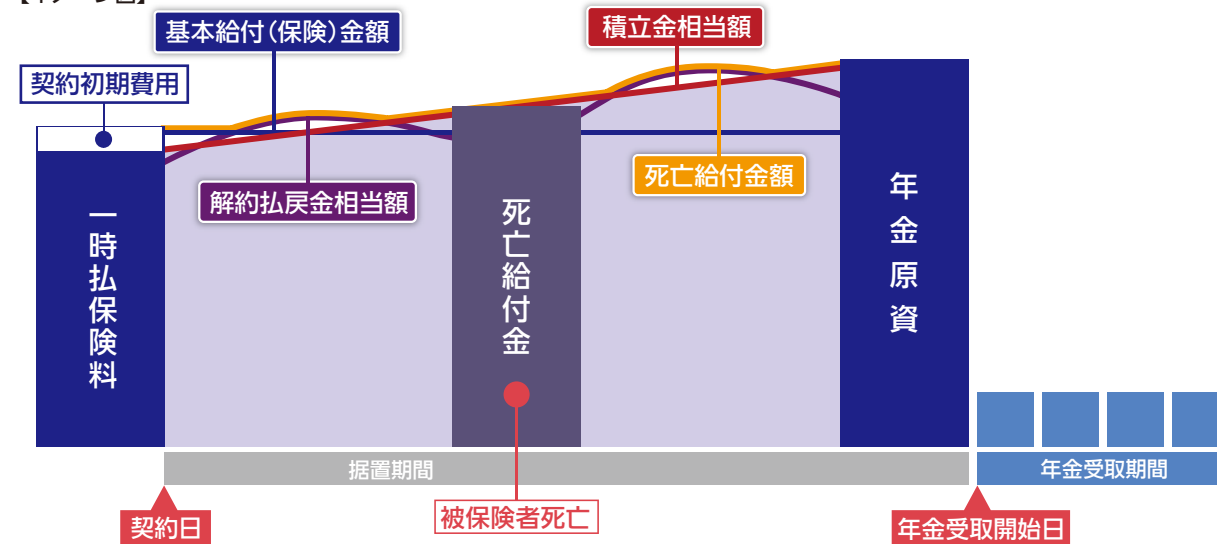 基本給付(保険)金額
積立金相当額
契約初期費用
解約払戻金相当額
死亡給付金額
一時払保険料
死亡給付金
年金原資
据置期間
年金受取期間
契約日
被保険者死亡
年金受取開始日